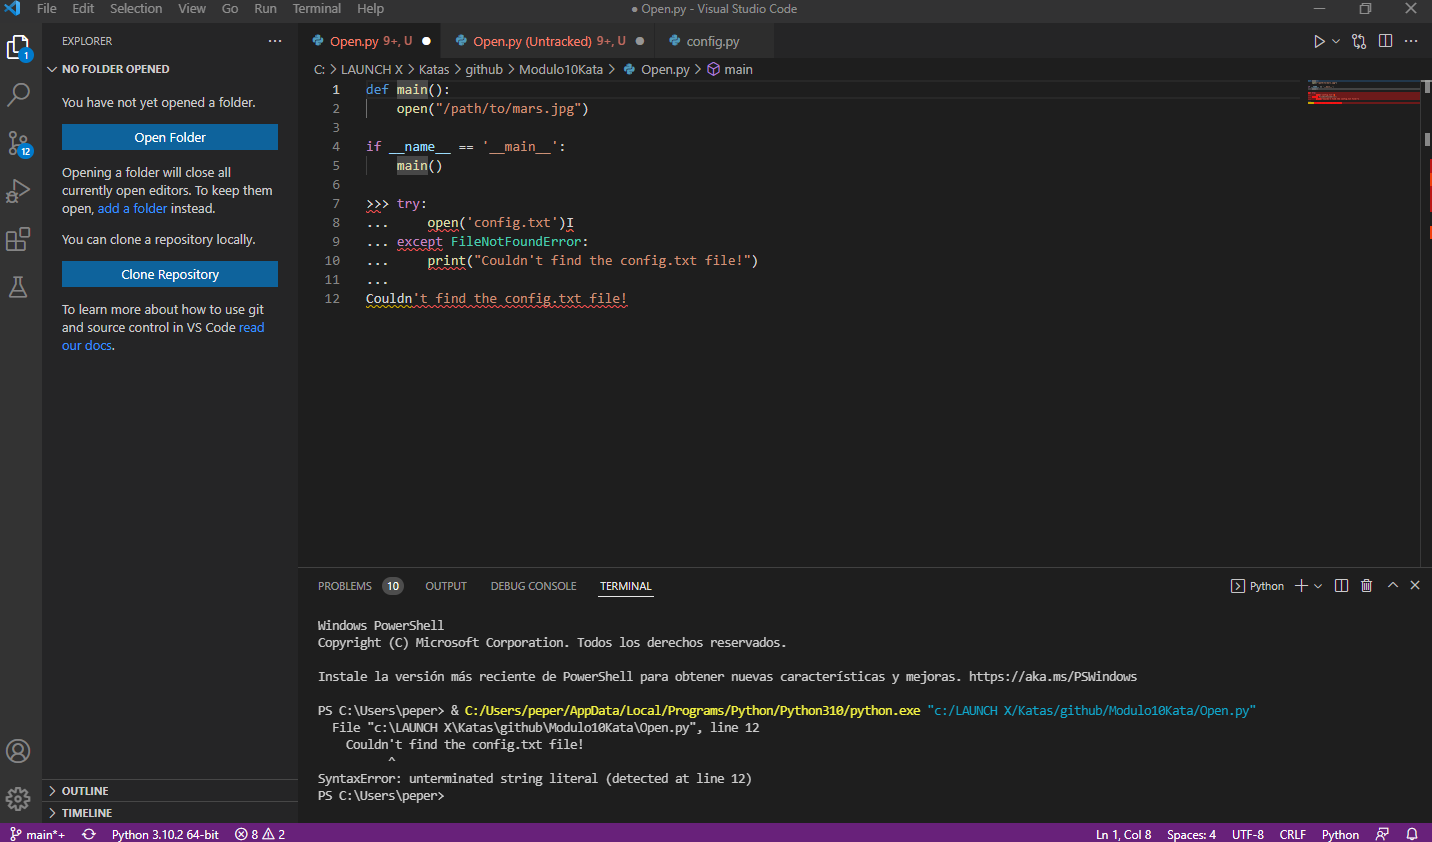 File Edit Selection View Go Run Terminal Help
● Open.py - Visual Studio Code
1
12
EXPLORER
NO FOLDER OPENED
You have not yet opened a folder.
Open Folder
Opening a folder will close all
currently open editors. To keep them
open, add a folder instead.
You can clone a repository locally.
Clone Repository
To learn more about how to use git
and source control in VS Code read
our docs.
OUTLINE
TIMELINE
Open.py 9+, U ● Open.py (Untracked) 9+, U ● config.py
C: > LAUNCH X > Katas > github > Modulo10Kata > Open.py > main
1 def main():
2     open("/path/to/mars.jpg")
3
4 if __name__ == '__main__':
5     main()
6
7 >>> try:
8 ...     open('config.txt')
9 ... except FileNotFoundError:
10 ...     print("Couldn't find the config.txt file!")
11 ...
12 Couldn't find the config.txt file!
PROBLEMS 10 OUTPUT DEBUG CONSOLE TERMINAL
Python
Windows PowerShell
Copyright (C) Microsoft Corporation. Todos los derechos reservados.
Instale la versión más reciente de PowerShell para obtener nuevas características y mejoras. https://aka.ms/PSWindows
PS C:\Users\peper> & C:/Users/peper/AppData/Local/Programs/Python/Python310/python.exe "c:/LAUNCH X/Katas/github/Modulo10Kata/Open.py"
  File "c:\LAUNCH X\Katas\github\Modulo10Kata\Open.py", line 12
    Couldn't find the config.txt file!
          ^
SyntaxError: unterminated string literal (detected at line 12)
PS C:\Users\peper>
main*+ Python 3.10.2 64-bit 8 2 Ln 1, Col 8 Spaces: 4 UTF-8 CRLF Python